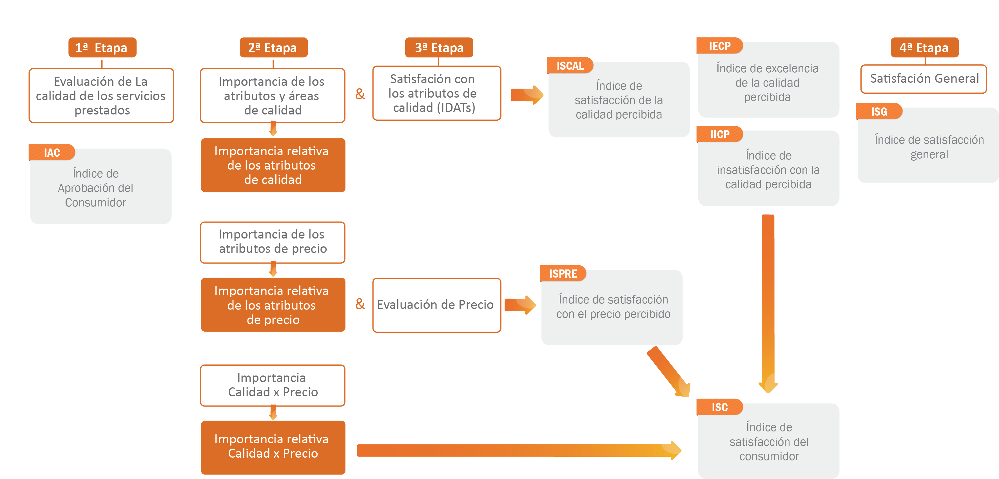 1ª Etapa
Evaluación de La
calidad de los servicios
prestados
IAC
Índice de
Aprobación del
Consumidor
2ª Etapa
Importancia de los
atributos y áreas
de calidad
Importancia relativa
de los atributos
de calidad
Importancia de los
atributos de precio
Importancia relativa
de los atributos
de precio
Importancia
Calidad x Precio
Importancia relativa
Calidad x Precio
&
&
3ª Etapa
Satisfación con
los atributos de
calidad (IDATs)
Evaluación de Precio
ISCAL
Índice de
satisfacción de la
calidad percibida
ISPRE
Índice de satisfacción
con el precio percibido
IECP
Índice de excelencia
de la calidad
percibida
IICP
Índice de
insatisfacción con la
calidad percibida
ISC
Índice de
satisfacción del
consumidor
4ª Etapa
Satisfación General
ISG
Índice de satisfacción
general